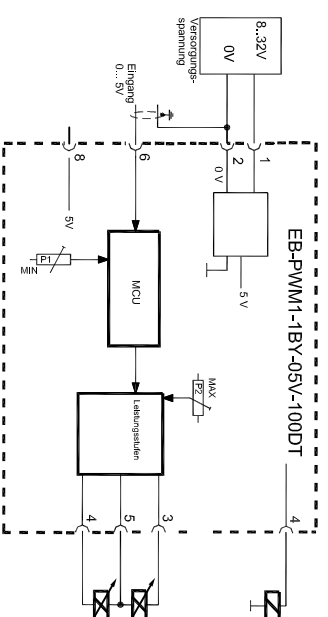 EB-PWM1-1BY-05V-100DT
8..32V
0V
Versorgungs-
spannung
1
2
0 V
5 V
Eingang
0... 5V
6
8
5V
MCU
P1
MIN
MAX
P2
Leistungsstufen
3
5
4
4